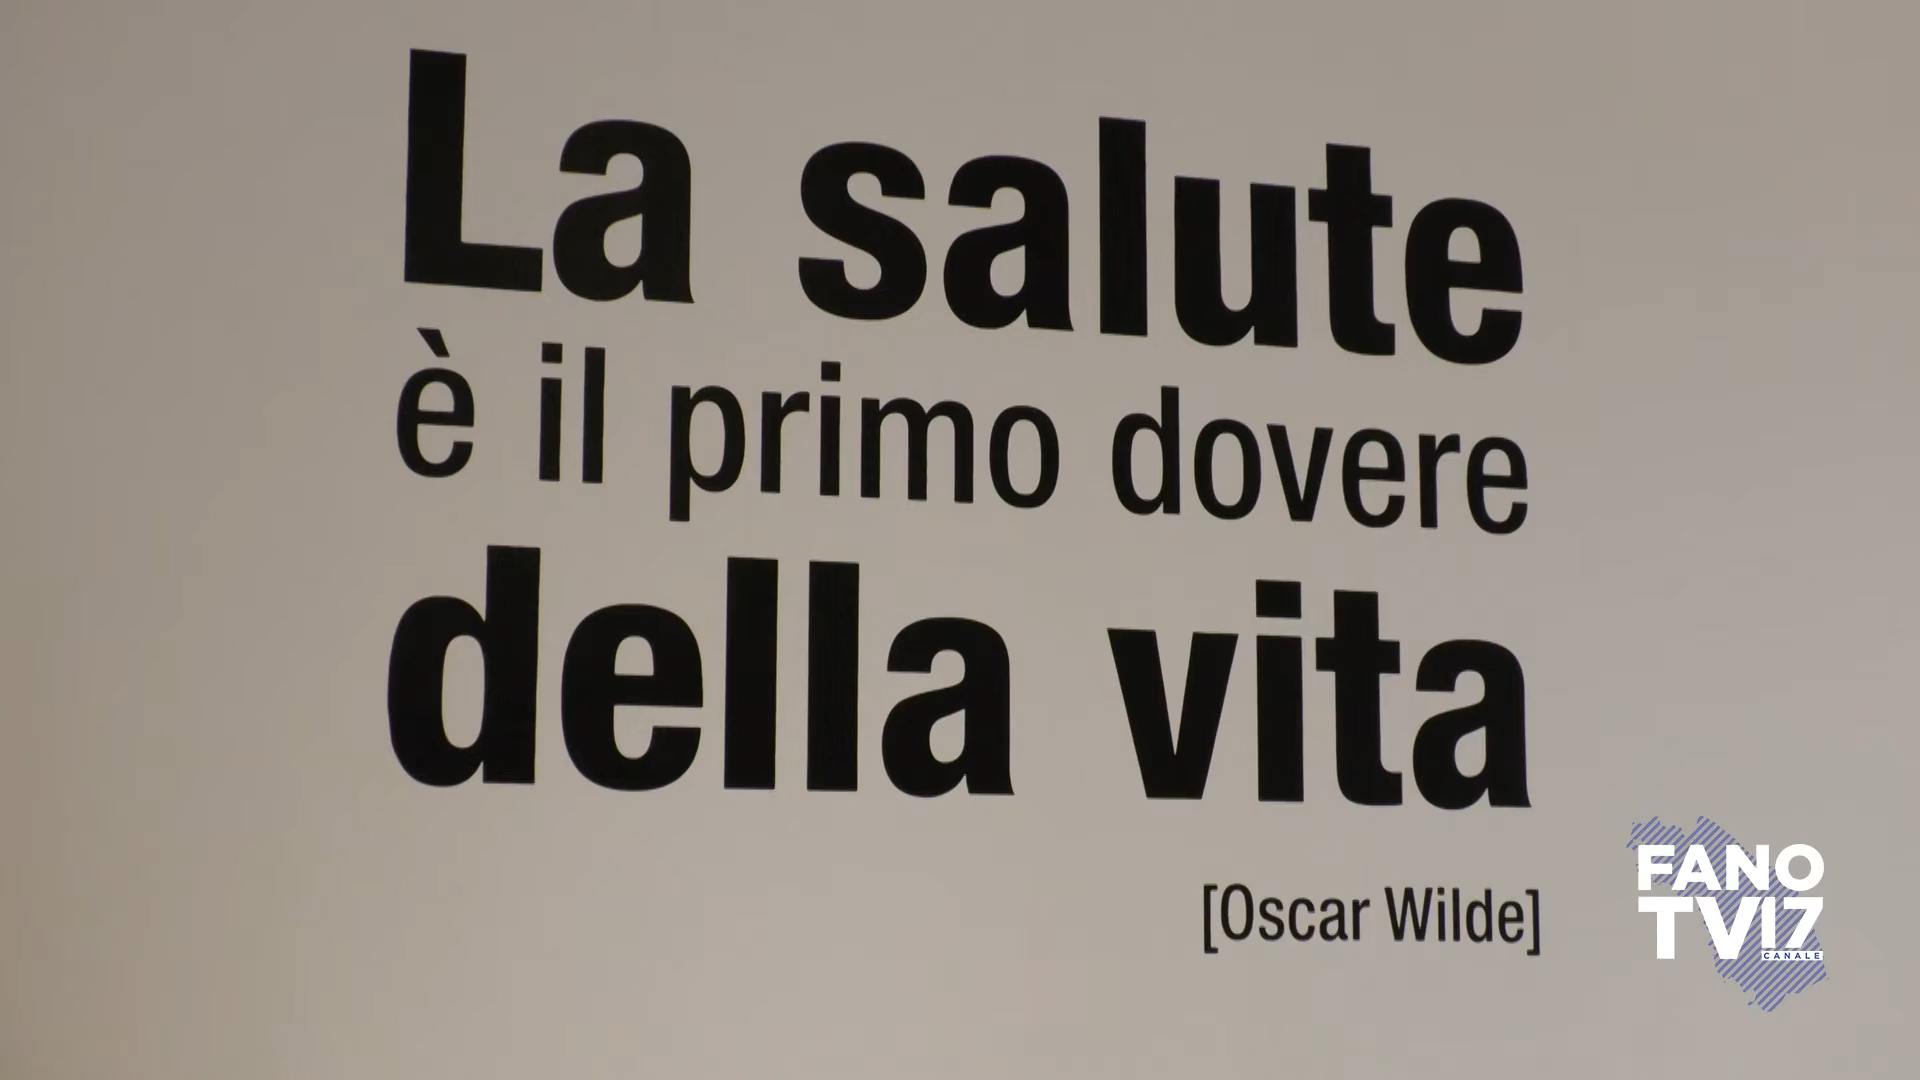 La salute
è il primo dovere
della vita
[Oscar Wilde]
FANO
TV17
CANALE